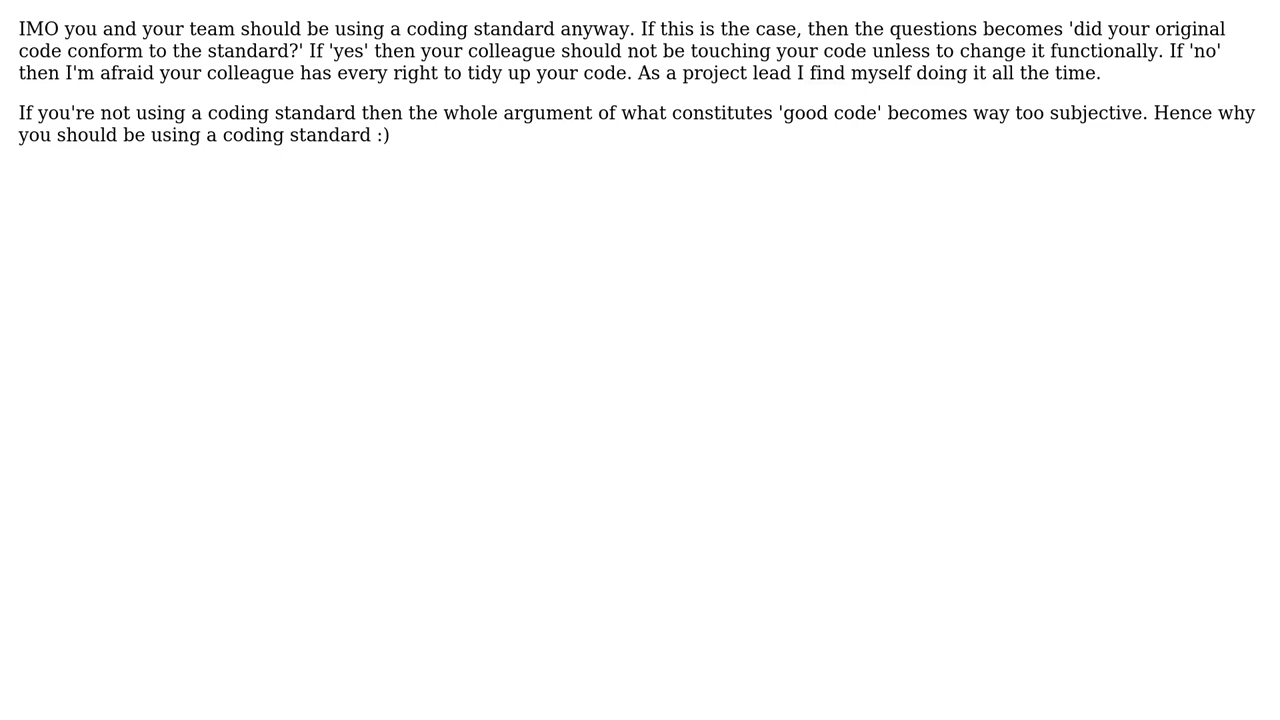 IMO you and your team should be using a coding standard anyway. If this is the case, then the questions becomes 'did your original
code conform to the standard?' If 'yes' then your colleague should not be touching your code unless to change it functionally. If 'no'
then I'm afraid your colleague has every right to tidy up your code. As a project lead I find myself doing it all the time.
If you're not using a coding standard then the whole argument of what constitutes 'good code' becomes way too subjective. Hence why
you should be using a coding standard :)